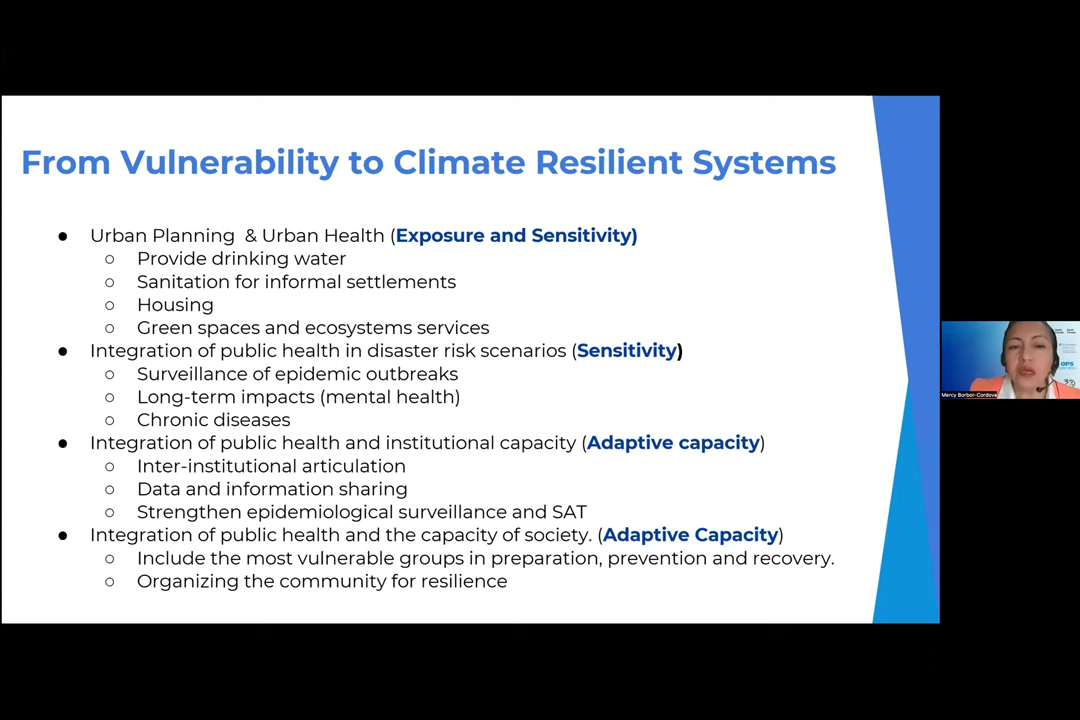 From Vulnerability to Climate Resilient Systems
● Urban Planning & Urban Health (Exposure and Sensitivity)
○ Provide drinking water
○ Sanitation for informal settlements
○ Housing
○ Green spaces and ecosystems services
● Integration of public health in disaster risk scenarios (Sensitivity)
○ Surveillance of epidemic outbreaks
○ Long-term impacts (mental health)
○ Chronic diseases
● Integration of public health and institutional capacity (Adaptive capacity)
○ Inter-institutional articulation
○ Data and information sharing
○ Strengthen epidemiological surveillance and SAT
● Integration of public health and the capacity of society. (Adaptive Capacity)
○ Include the most vulnerable groups in preparation, prevention and recovery.
○ Organizing the community for resilience
OPS
Mercy Borbor-Cordova